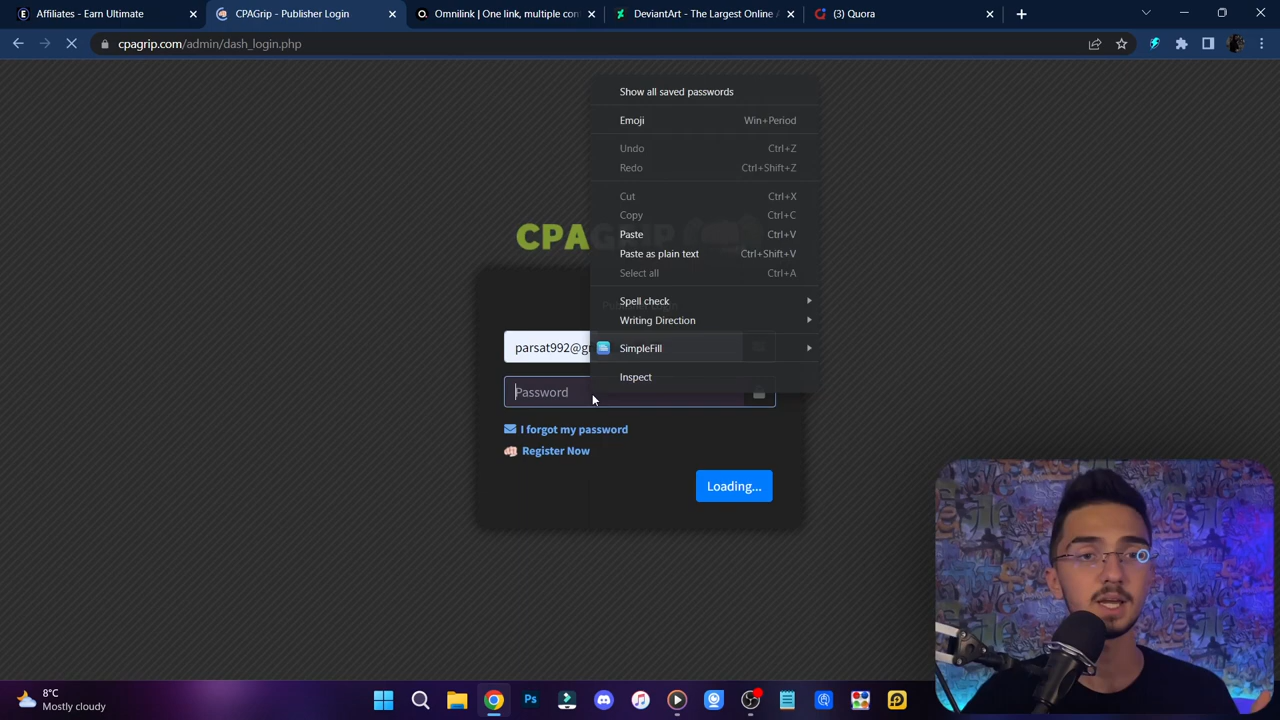 Affiliates - Earn Ultimate
CPAGrip - Publisher Login
Omnilink | One link, multiple con
DeviantArt - The Largest Online A
(3) Quora
cpagrip.com/admin/dash_login.php
Show all saved passwords
Emoji Win+Period
Undo Ctrl+Z
Redo Ctrl+Shift+Z
Cut Ctrl+X
Copy Ctrl+C
Paste Ctrl+V
Paste as plain text Ctrl+Shift+V
Select all Ctrl+A
Spell check
Writing Direction
SimpleFill
Inspect
CPAGRIP
parsat992@g
Password
I forgot my password
Register Now
Loading...
8°C
Mostly cloudy